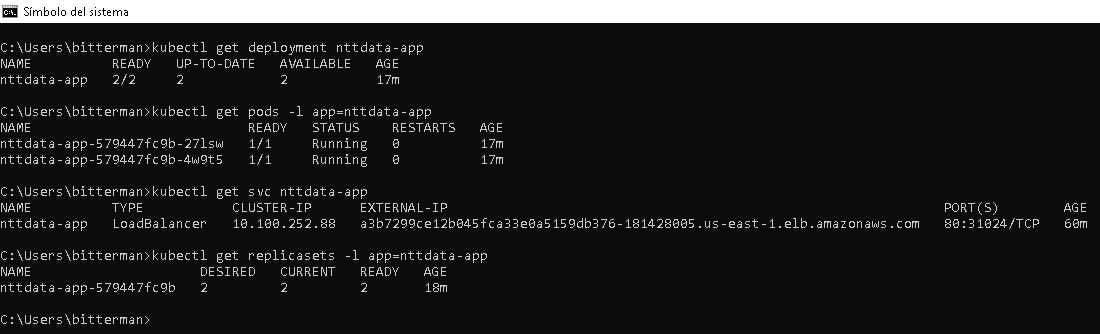 Símbolo del sistema
C:\Users\bitterman>kubectl get deployment nttdata-app
NAME READY UP-TO-DATE AVAILABLE AGE
nttdata-app 2/2 2 2 17m
C:\Users\bitterman>kubectl get pods -l app=nttdata-app
NAME READY STATUS RESTARTS AGE
nttdata-app-579447fc9b-27lsw 1/1 Running 0 17m
nttdata-app-579447fc9b-4w9t5 1/1 Running 0 17m
C:\Users\bitterman>kubectl get svc nttdata-app
NAME TYPE CLUSTER-IP EXTERNAL-IP PORT(S) AGE
nttdata-app LoadBalancer 10.100.252.88 a3b7299ce12b045fca33e0a5159db376-181428005.us-east-1.elb.amazonaws.com 80:31024/TCP 60m
C:\Users\bitterman>kubectl get replicasets -l app=nttdata-app
NAME DESIRED CURRENT READY AGE
nttdata-app-579447fc9b 2 2 2 18m
C:\Users\bitterman>